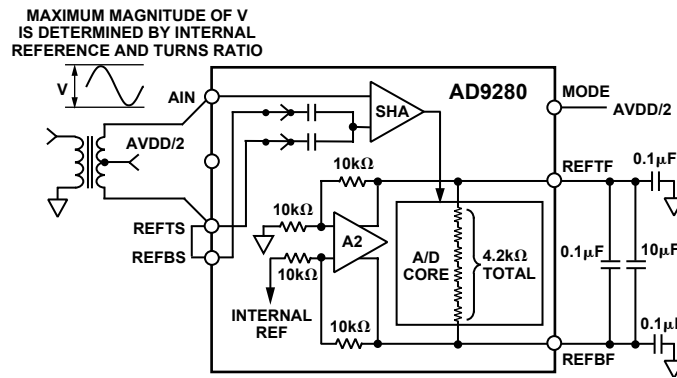 MAXIMUM MAGNITUDE OF V
IS DETERMINED BY INTERNAL
REFERENCE AND TURNS RATIO
V
AIN
SHA
AD9280
MODE
AVDD/2
AVDD/2
10kΩ
REFTF
0.1µF
REFTS
REFBS
10kΩ
A2
10kΩ
A/D
CORE
4.2kΩ
TOTAL
0.1µF
10µF
INTERNAL
REF
10kΩ
0.1µF
REFBF